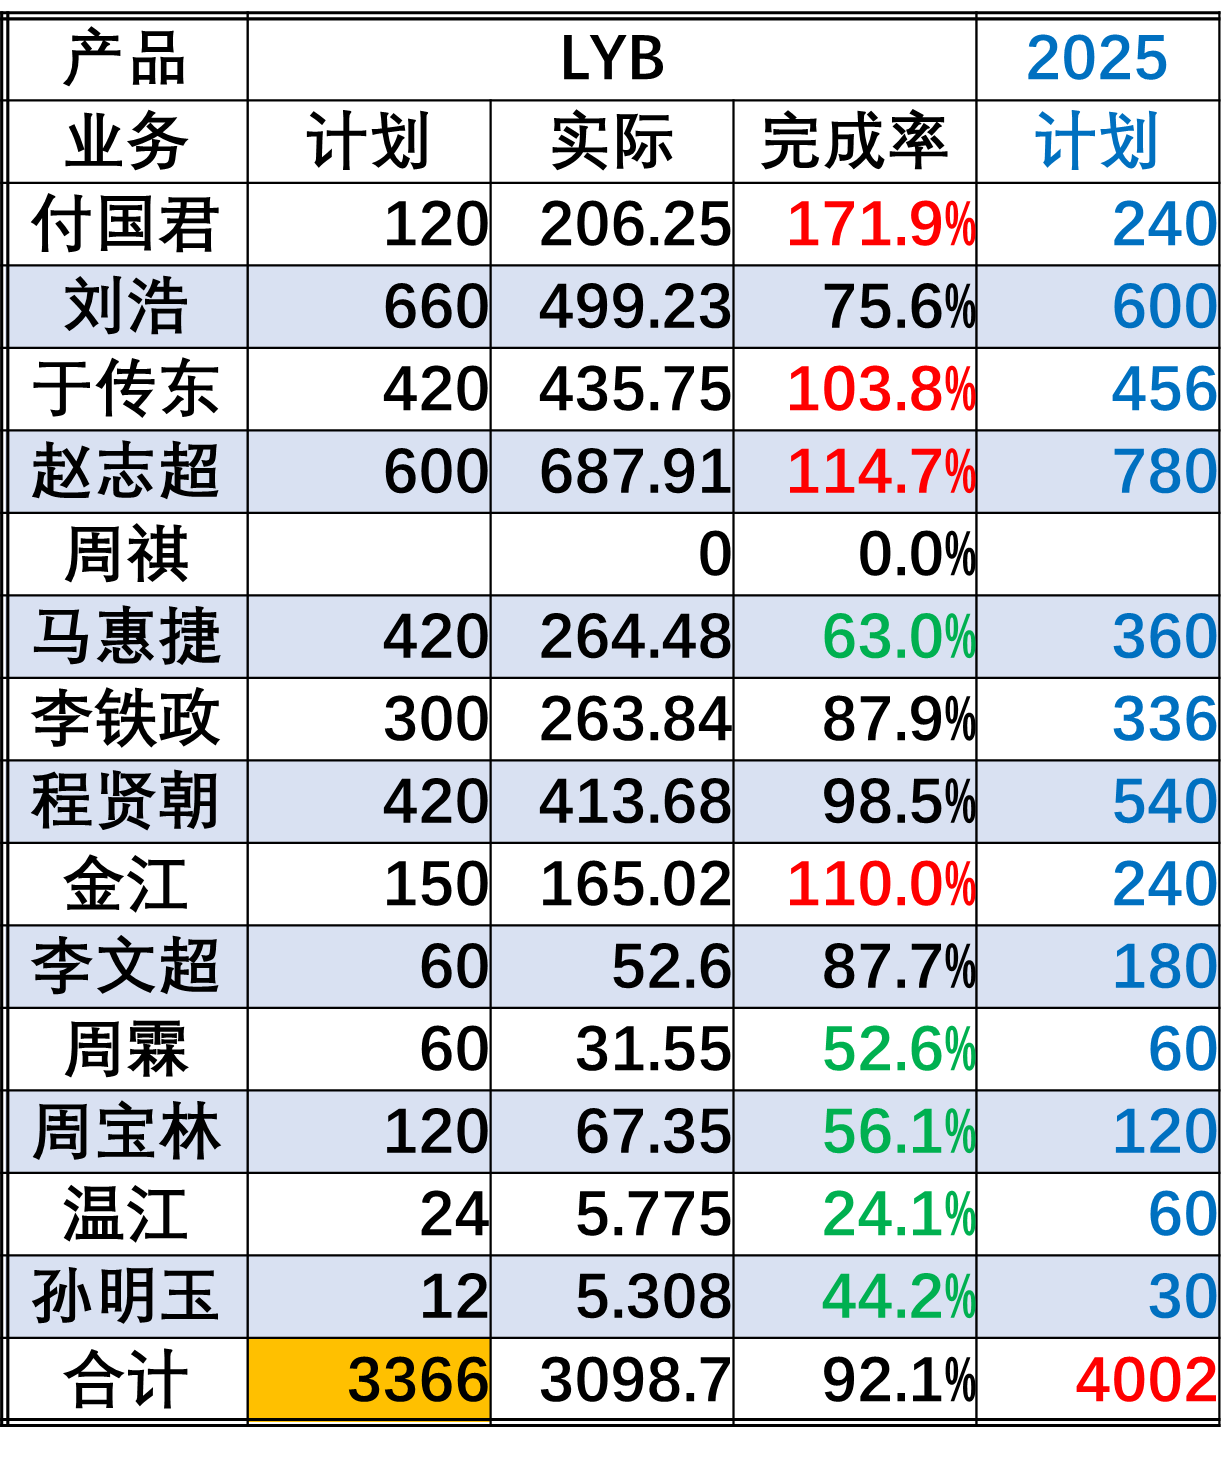 产品 LYB 2025
业务 计划 实际 完成率 计划
付国君 120 206.25 171.9% 240
刘浩 660 499.23 75.6% 600
于传东 420 435.75 103.8% 456
赵志超 600 687.91 114.7% 780
周祺 0 0.0%
马惠捷 420 264.48 63.0% 360
李铁政 300 263.84 87.9% 336
程贤朝 420 413.68 98.5% 540
金江 150 165.02 110.0% 240
李文超 60 52.6 87.7% 180
周霖 60 31.55 52.6% 60
周宝林 120 67.35 56.1% 120
温江 24 5.775 24.1% 60
孙明玉 12 5.308 44.2% 30
合计 3366 3098.7 92.1% 4002